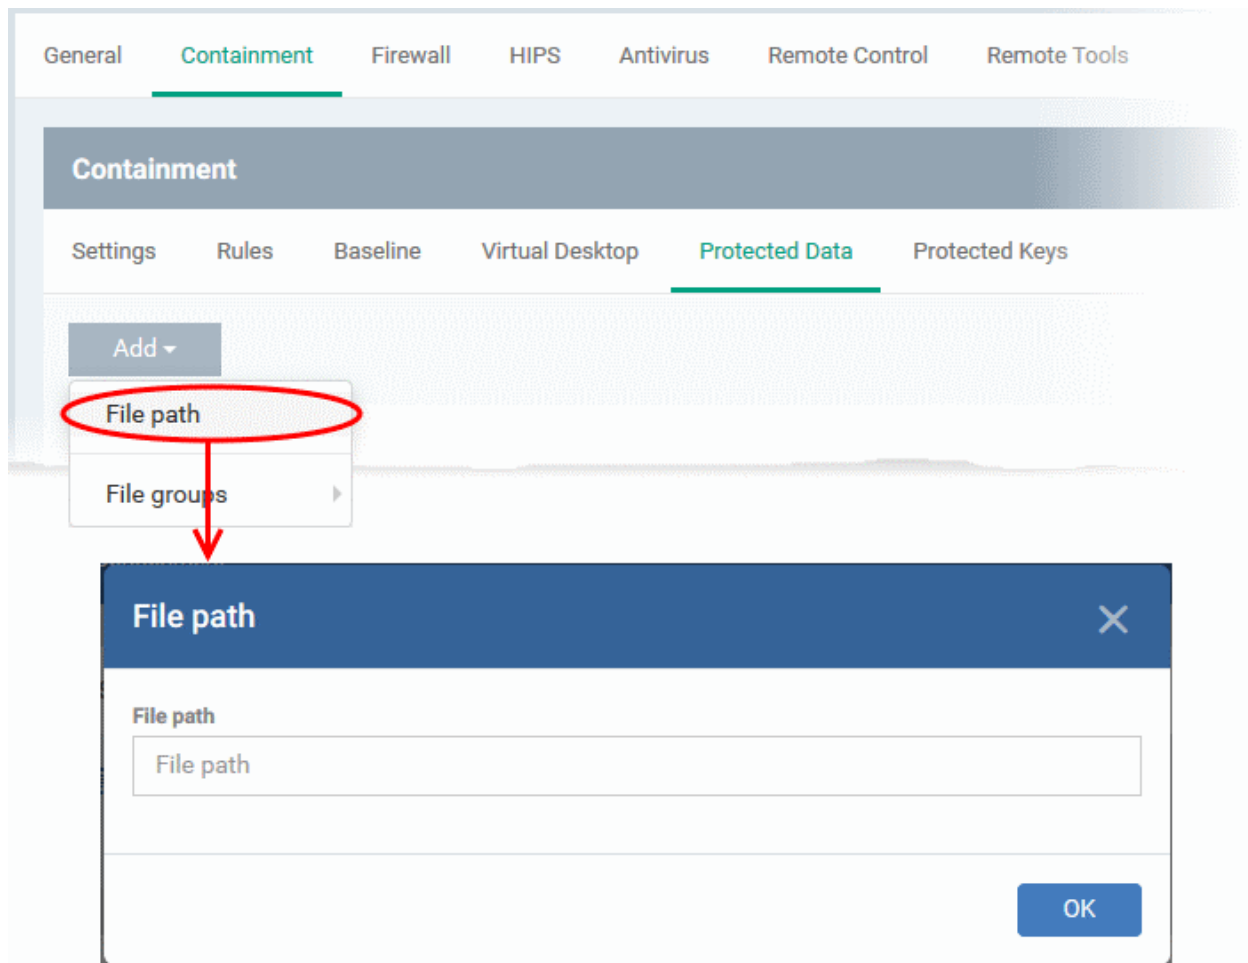 General Containment Firewall HIPS Antivirus Remote Control Remote Tools
Containment
Settings Rules Baseline Virtual Desktop Protected Data Protected Keys
Add
File path
File groups
File path
File path
File path
OK